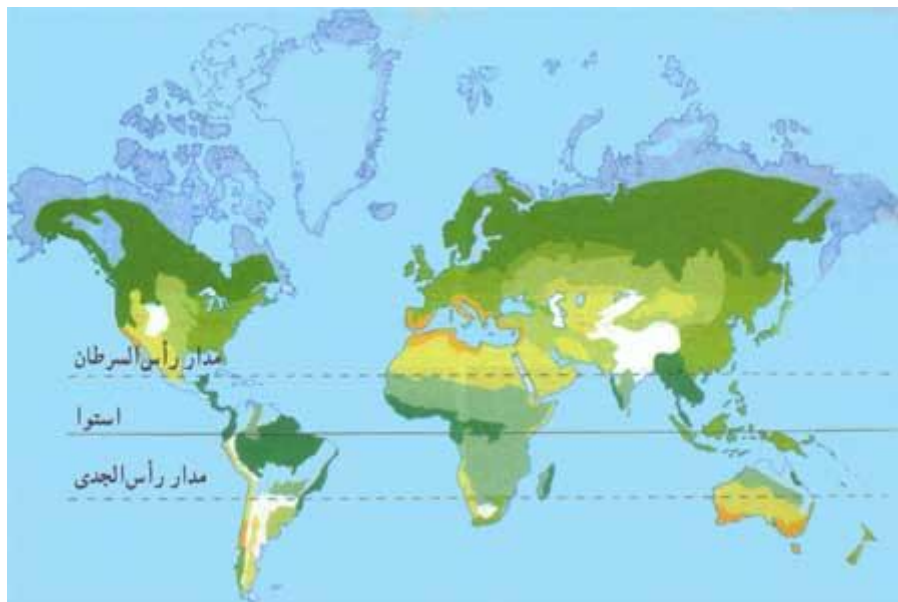 مدار رأس السرطان
استوا
مدار رأس الجدی